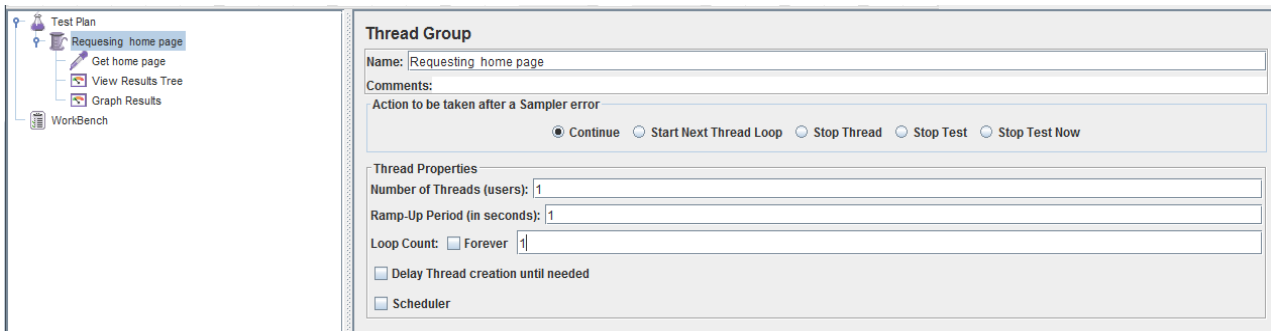 Test Plan
Requesing home page
Get home page
View Results Tree
Graph Results
WorkBench
Thread Group
Name: Requesting home page
Comments:
Action to be taken after a Sampler error
Continue Start Next Thread Loop Stop Thread Stop Test Stop Test Now
Thread Properties
Number of Threads (users): 1
Ramp-Up Period (in seconds): 1
Loop Count: Forever 1
Delay Thread creation until needed
Scheduler